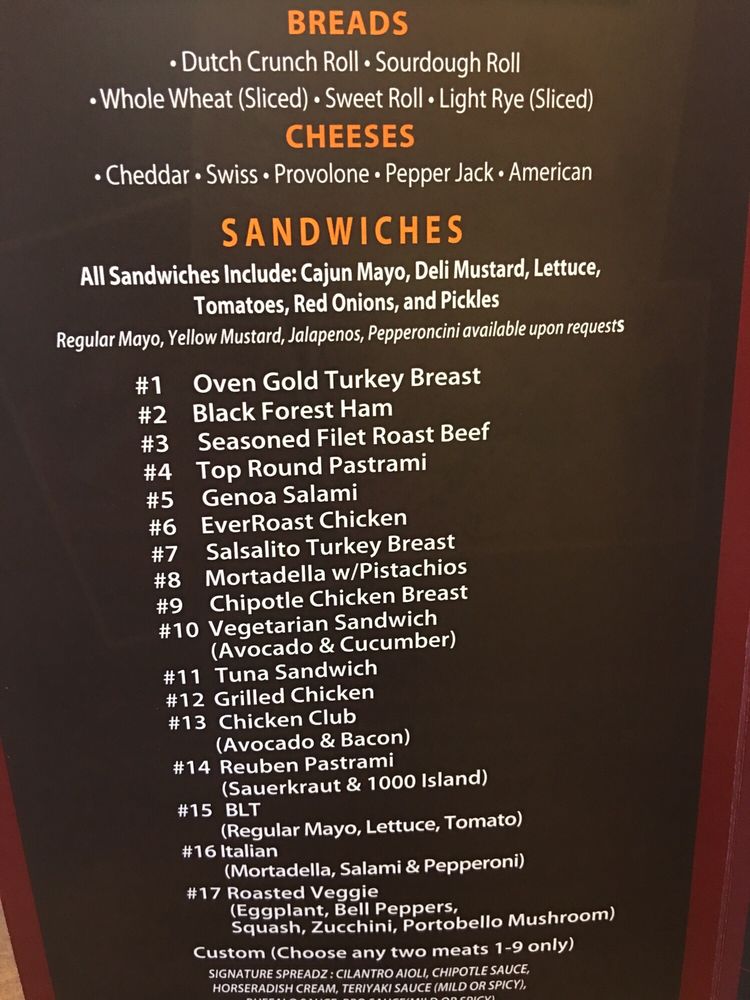 BREADS
• Dutch Crunch Roll • Sourdough Roll
• Whole Wheat (Sliced) • Sweet Roll • Light Rye (Sliced)
CHEESES
• Cheddar • Swiss • Provolone • Pepper Jack • American
SANDWICHES
All Sandwiches Include: Cajun Mayo, Deli Mustard, Lettuce,
Tomatoes, Red Onions, and Pickles
Regular Mayo, Yellow Mustard, Jalapenos, Pepperoncini available upon requests
#1 Oven Gold Turkey Breast
#2 Black Forest Ham
#3 Seasoned Filet Roast Beef
#4 Top Round Pastrami
#5 Genoa Salami
#6 EverRoast Chicken
#7 Salsalito Turkey Breast
#8 Mortadella w/Pistachios
#9 Chipotle Chicken Breast
#10 Vegetarian Sandwich
(Avocado & Cucumber)
#11 Tuna Sandwich
#12 Grilled Chicken
#13 Chicken Club
(Avocado & Bacon)
#14 Reuben Pastrami
(Sauerkraut & 1000 Island)
#15 BLT
(Regular Mayo, Lettuce, Tomato)
#16 Italian
(Mortadella, Salami & Pepperoni)
#17 Roasted Veggie
(Eggplant, Bell Peppers,
Squash, Zucchini, Portobello Mushroom)
Custom (Choose any two meats 1-9 only)
SIGNATURE SPREADZ : CILANTRO AIOLI, CHIPOTLE SAUCE,
HORSERADISH CREAM, TERIYAKI SAUCE (MILD OR SPICY),
BUFFALO SAUCE, BBQ SAUCE(MILD OR SPICY)